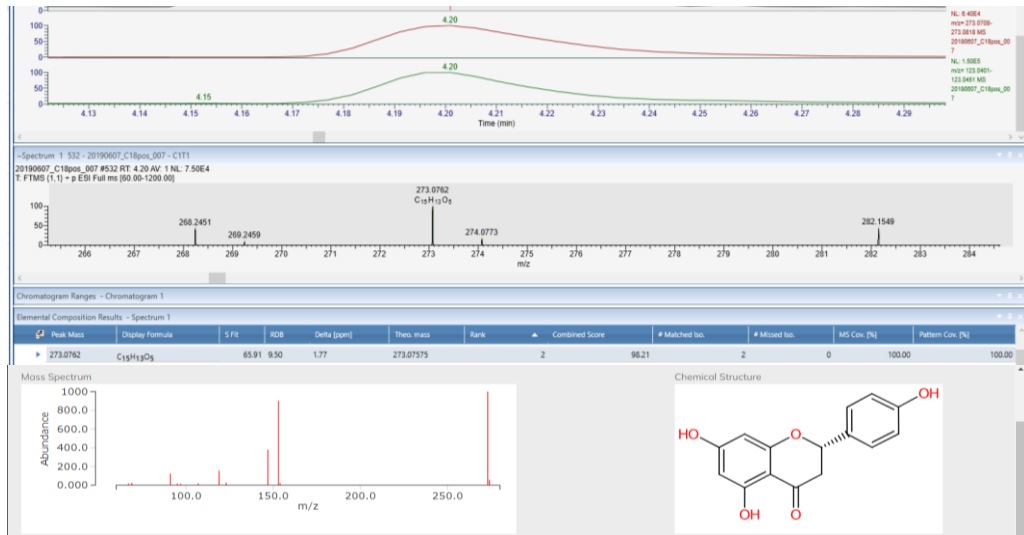 0
4.20
NL: 6.40E4
m/z= 273.0708-
273.0818 MS
20190607_C18pos_00
7
100
50
0
4.20
NL: 1.50E5
m/z= 123.0401-
123.0461 MS
20190607_C18pos_00
7
100
50
0
4.15
4.13 4.14 4.15 4.16 4.17 4.18 4.19 4.20 4.21 4.22 4.23 4.24 4.25 4.26 4.27 4.28 4.29
Time (min)
Spectrum 1 532 - 20190607_C18pos_007 - C1T1
20190607_C18pos_007 #532 RT: 4.20 AV: 1 NL: 7.50E4
T: FTMS {1,1} + p ESI Full ms [60.00-1200.00]
273.0762
C15H13O5
100
50
0
268.2451
269.2459
274.0773
282.1549
266 267 268 269 270 271 272 273 274 275 276 277 278 279 280 281 282 283 284
m/z
Chromatogram Ranges - Chromatogram 1
Elemental Composition Results - Spectrum 1
Peak Mass Display Formula S Fit RDB Delta [ppm] Theo. mass Rank Combined Score # Matched Iso. # Missed Iso. MS Cov. [%] Pattern Cov. [%]
273.0762 C15H13O5 65.91 9.50 1.77 273.07575 2 98.21 2 0 100.00 100.00
Mass Spectrum
Chemical Structure
1000
800.0
600.0
400.0
200.0
0.000
Abundance
100.0 150.0 200.0 250.0
m/z
OH
HO
O
OH O